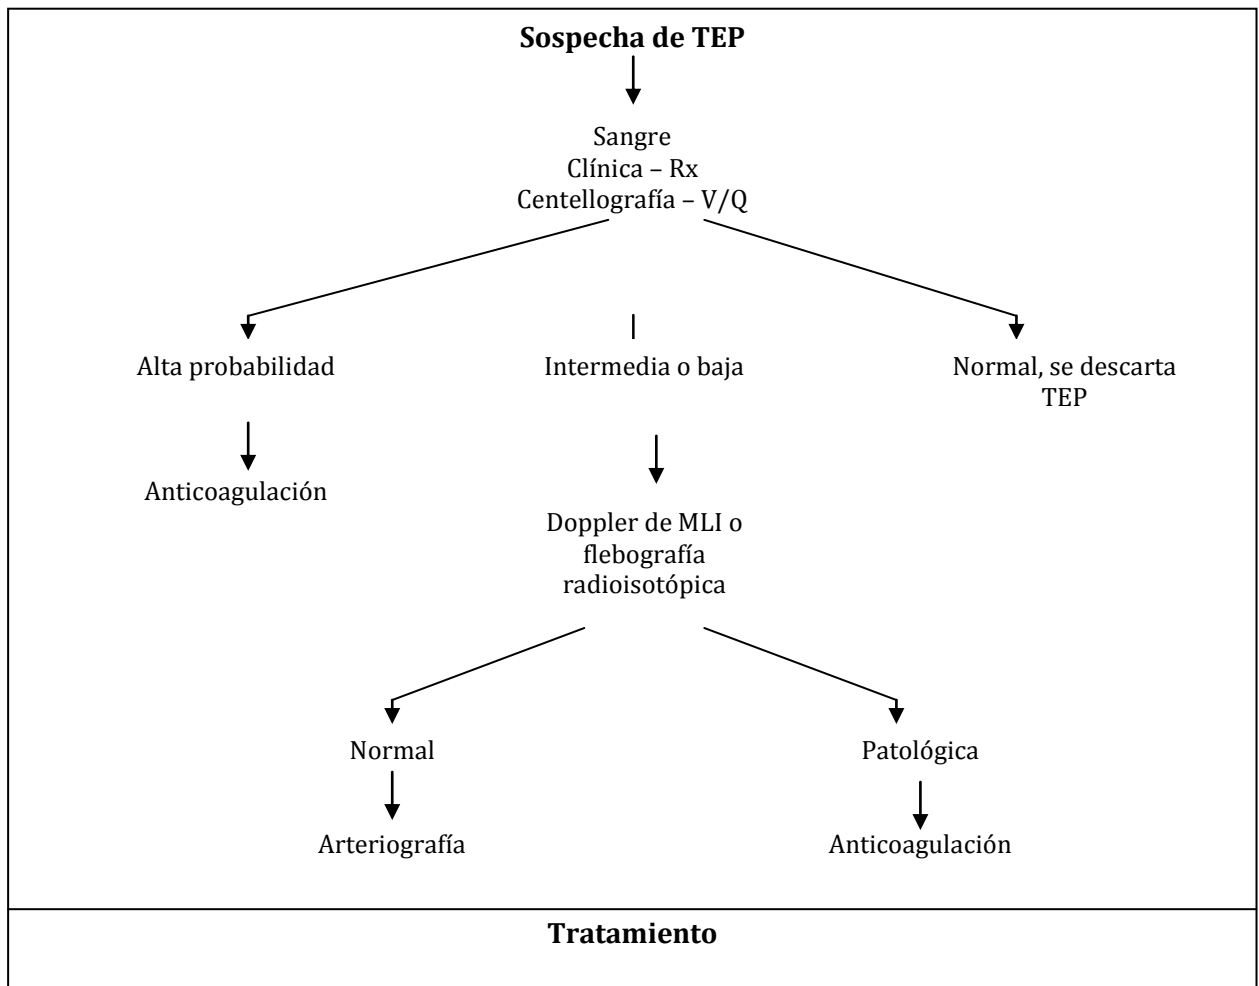 Sospecha de TEP
Sangre
Clínica – Rx
Centellografía – V/Q
Alta probabilidad
Intermedia o baja
Normal, se descarta
TEP
Anticoagulación
Doppler de MLI o
flebografía
radioisotópica
Normal
Patológica
Arteriografía
Anticoagulación
Tratamiento